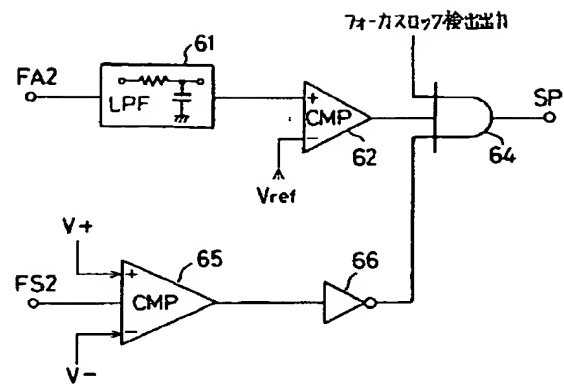 フォーカスロック検出出力
61
FA2
LPF
+
CMP
-
62
Vref
64
SP
V+
65
FS2
+
CMP
-
V-
66